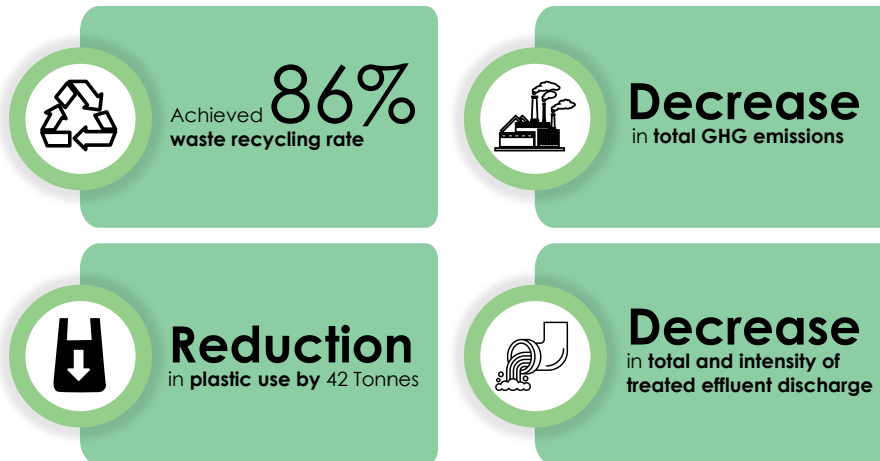 Achieved 86%
waste recycling rate
Decrease
in total GHG emissions
Reduction
in plastic use by 42 Tonnes
Decrease
in total and intensity of
treated effluent discharge